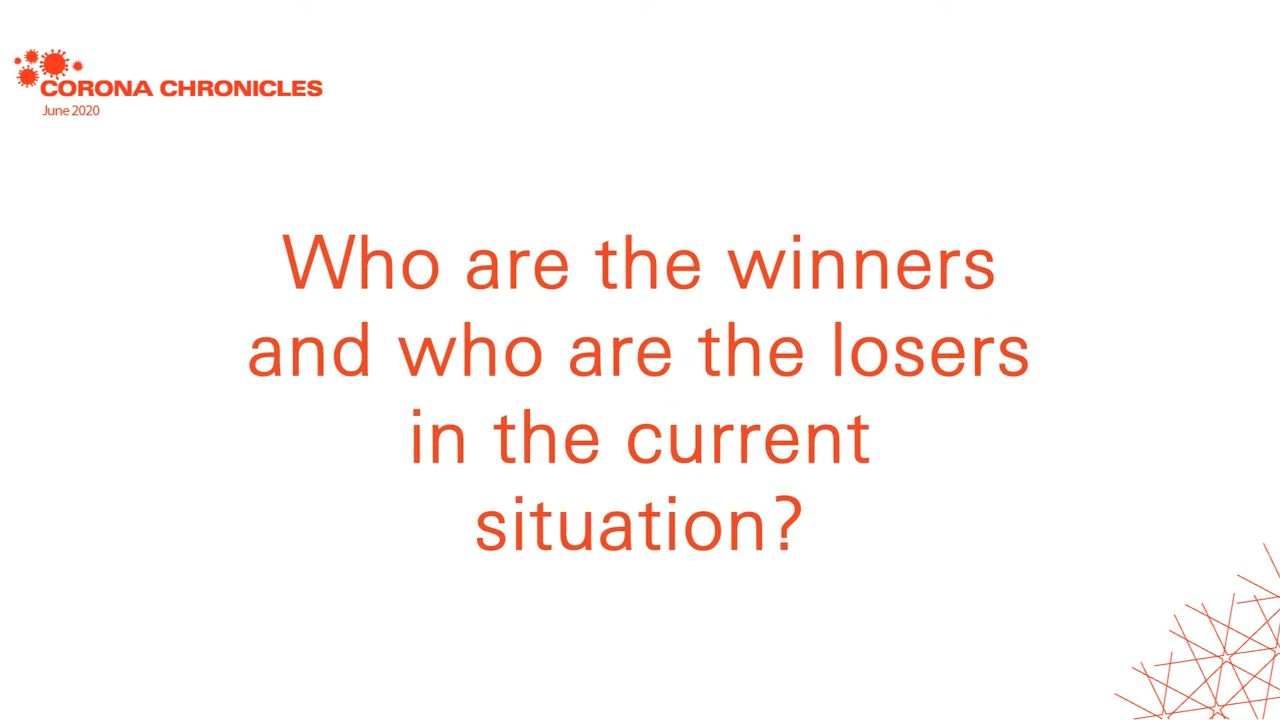 CORONA CHRONICLES
June 2020
Who are the winners
and who are the losers
in the current
situation?